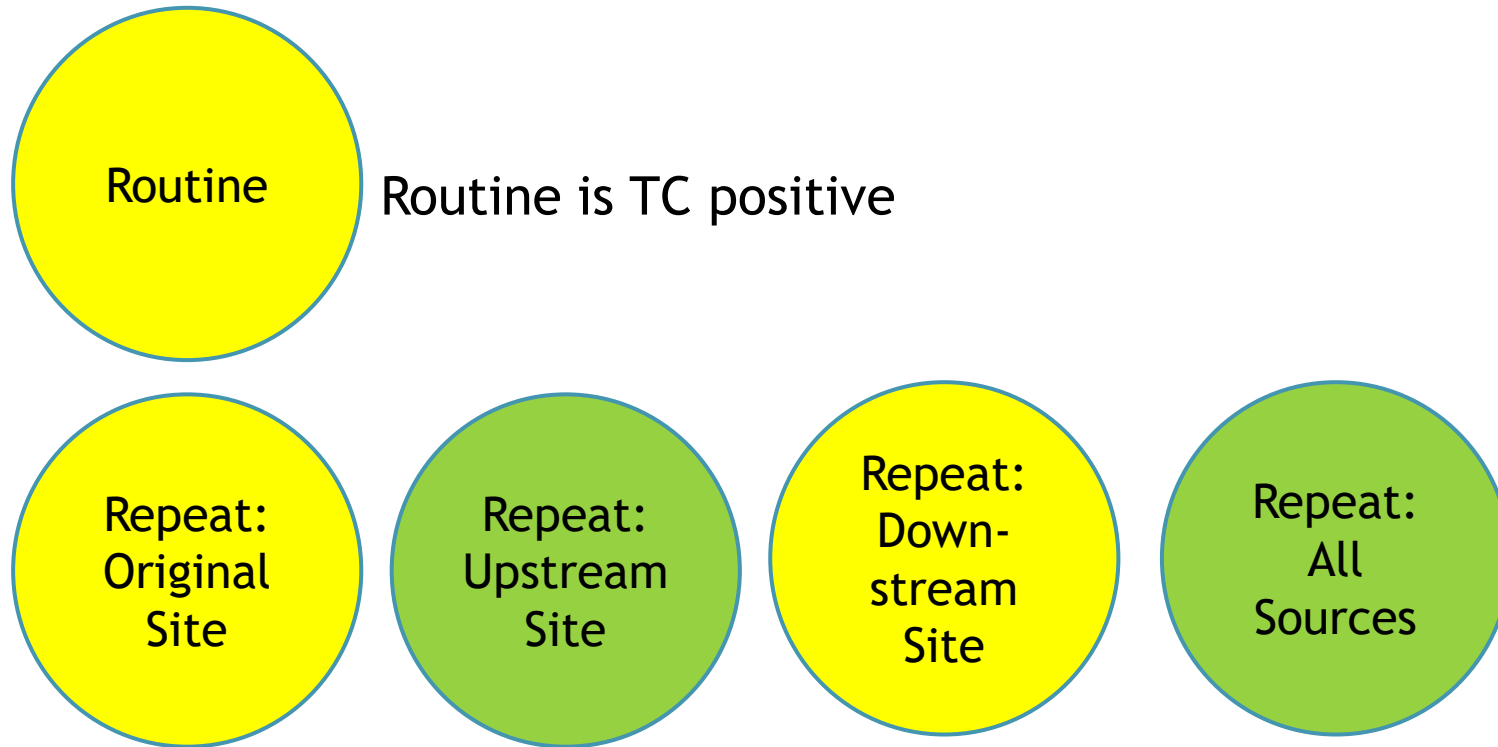 Routine
Routine is TC positive
Repeat:
Original
Site
Repeat:
Upstream
Site
Repeat:
Down-
stream
Site
Repeat:
All
Sources